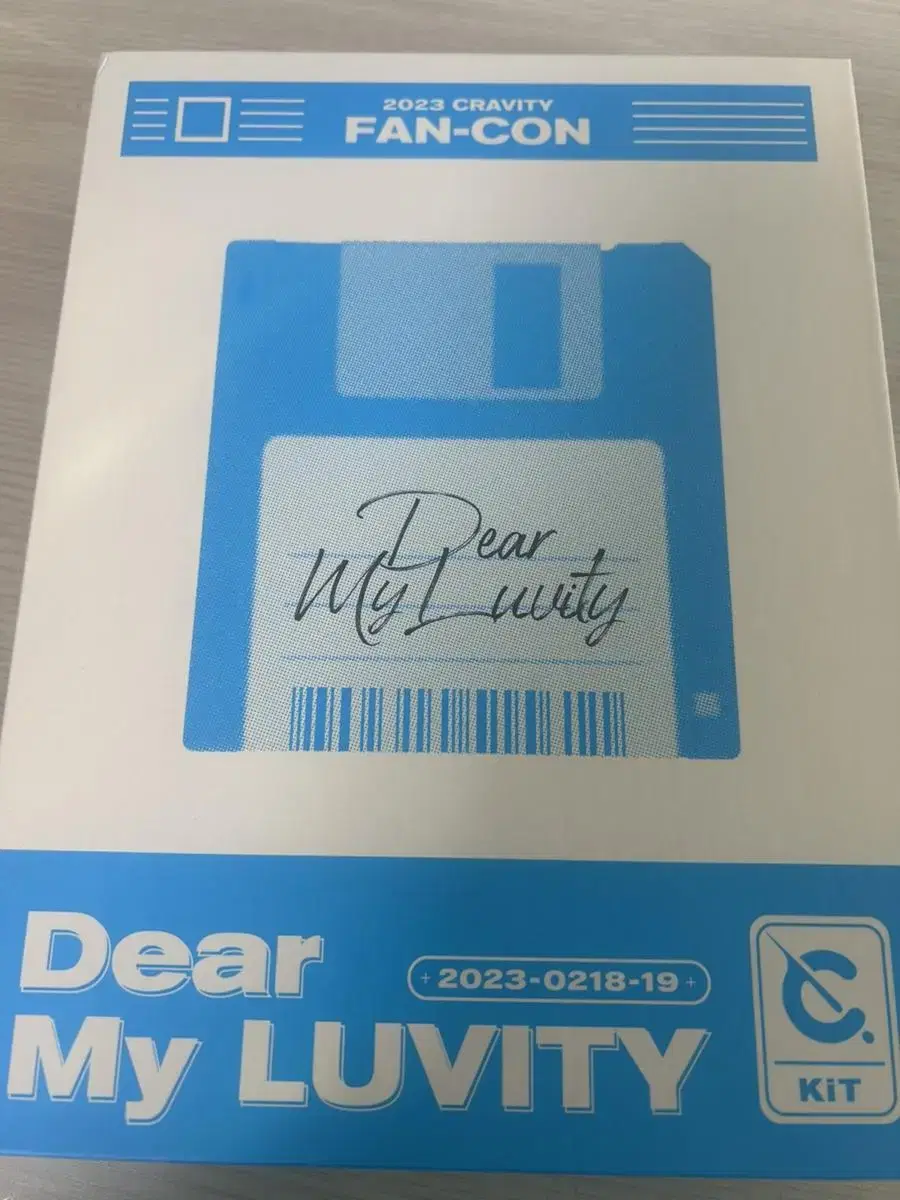 2023 CRAVITY
FAN-CON
Dear
My Luvity
Dear
+ 2023-0218-19 +
My LUVITY
C.
KiT